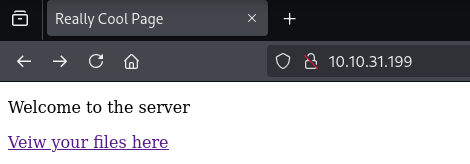 Really Cool Page
10.10.31.199
Welcome to the server
Veiw your files here